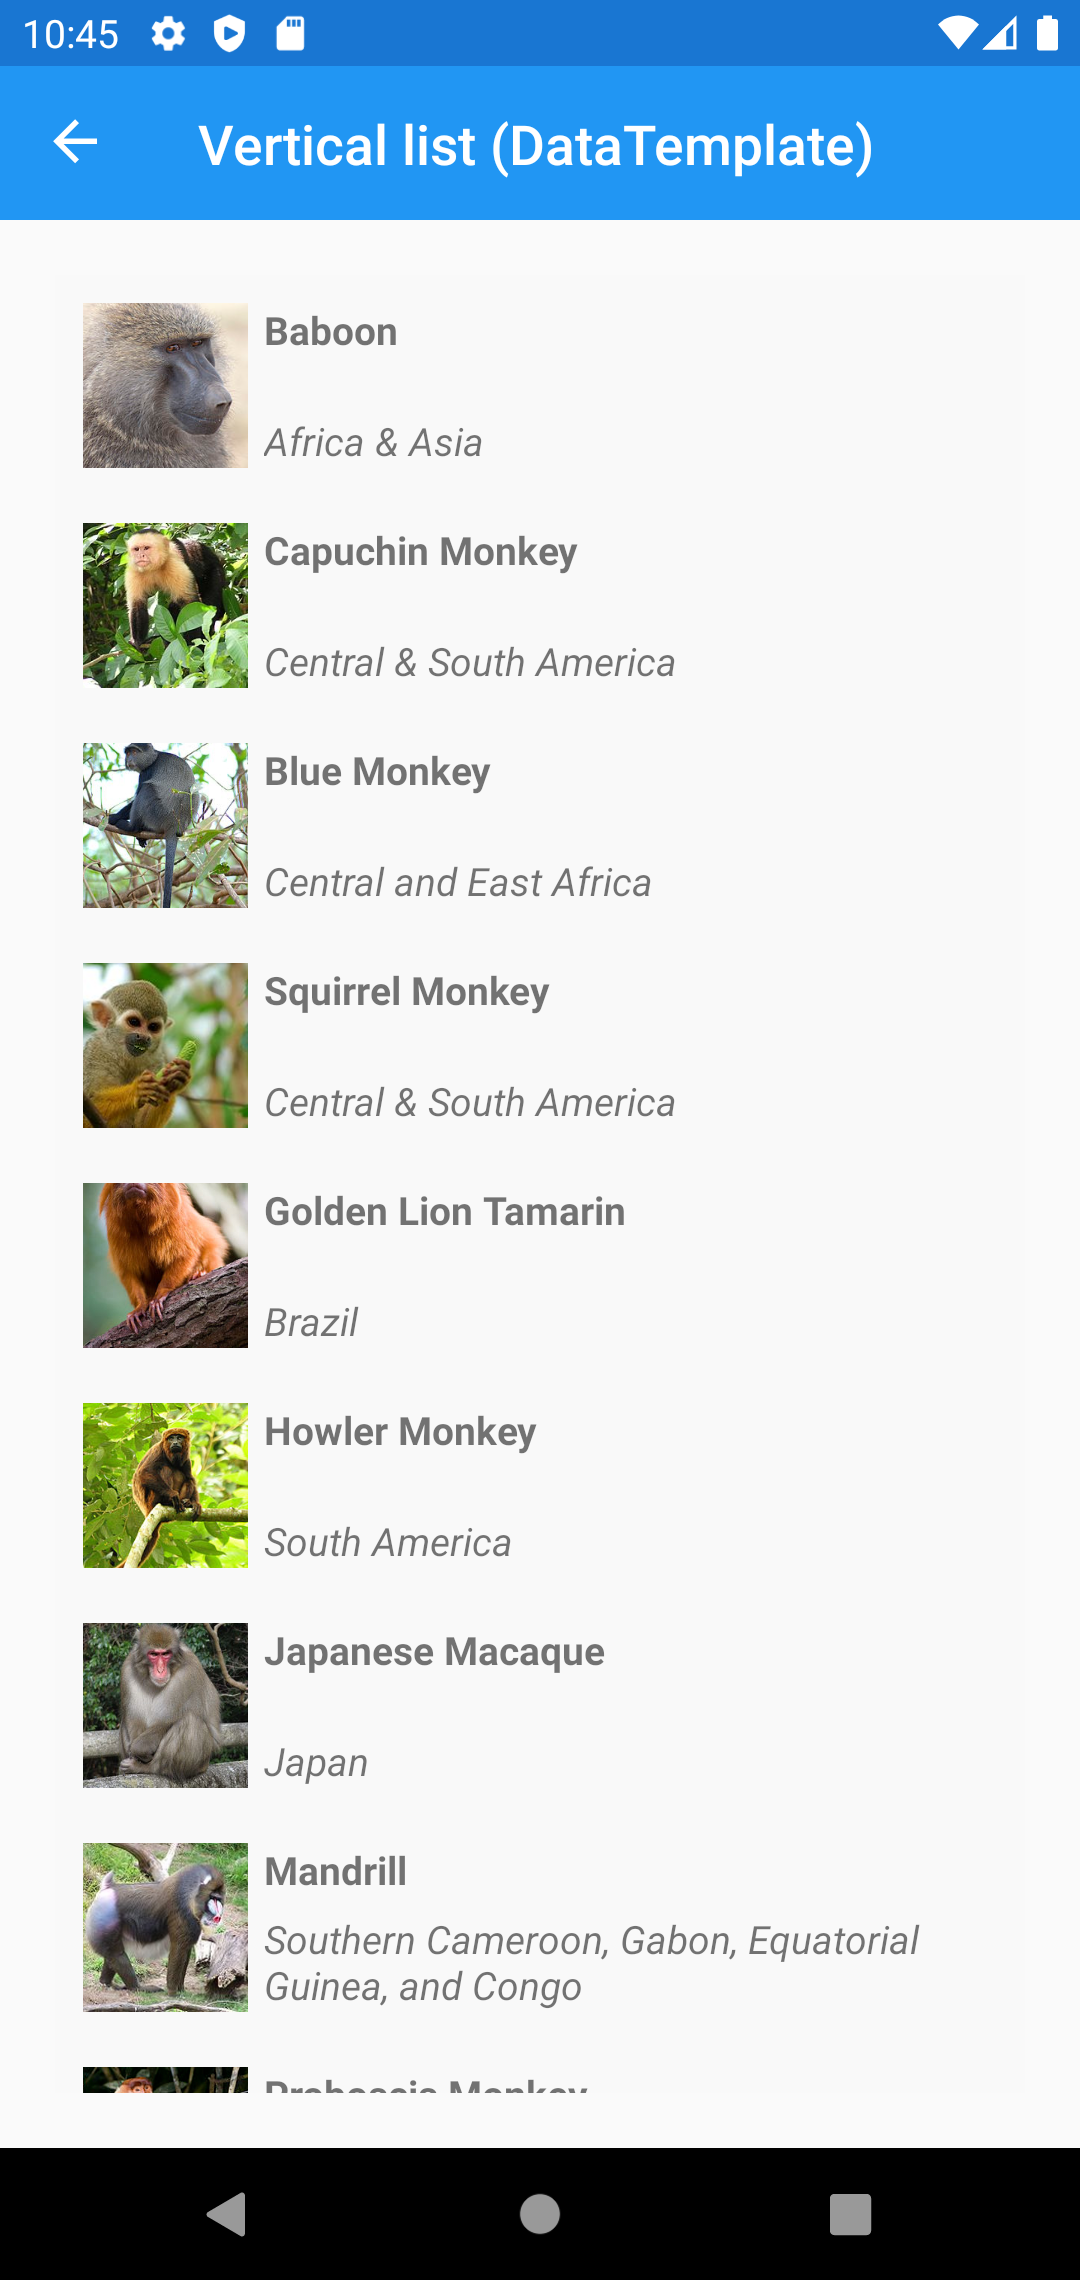 10:45
Vertical list (DataTemplate)
Baboon
Africa & Asia
Capuchin Monkey
Central & South America
Blue Monkey
Central and East Africa
Squirrel Monkey
Central & South America
Golden Lion Tamarin
Brazil
Howler Monkey
South America
Japanese Macaque
Japan
Mandrill
Southern Cameroon, Gabon, Equatorial
Guinea, and Congo
Proboscis Monkey